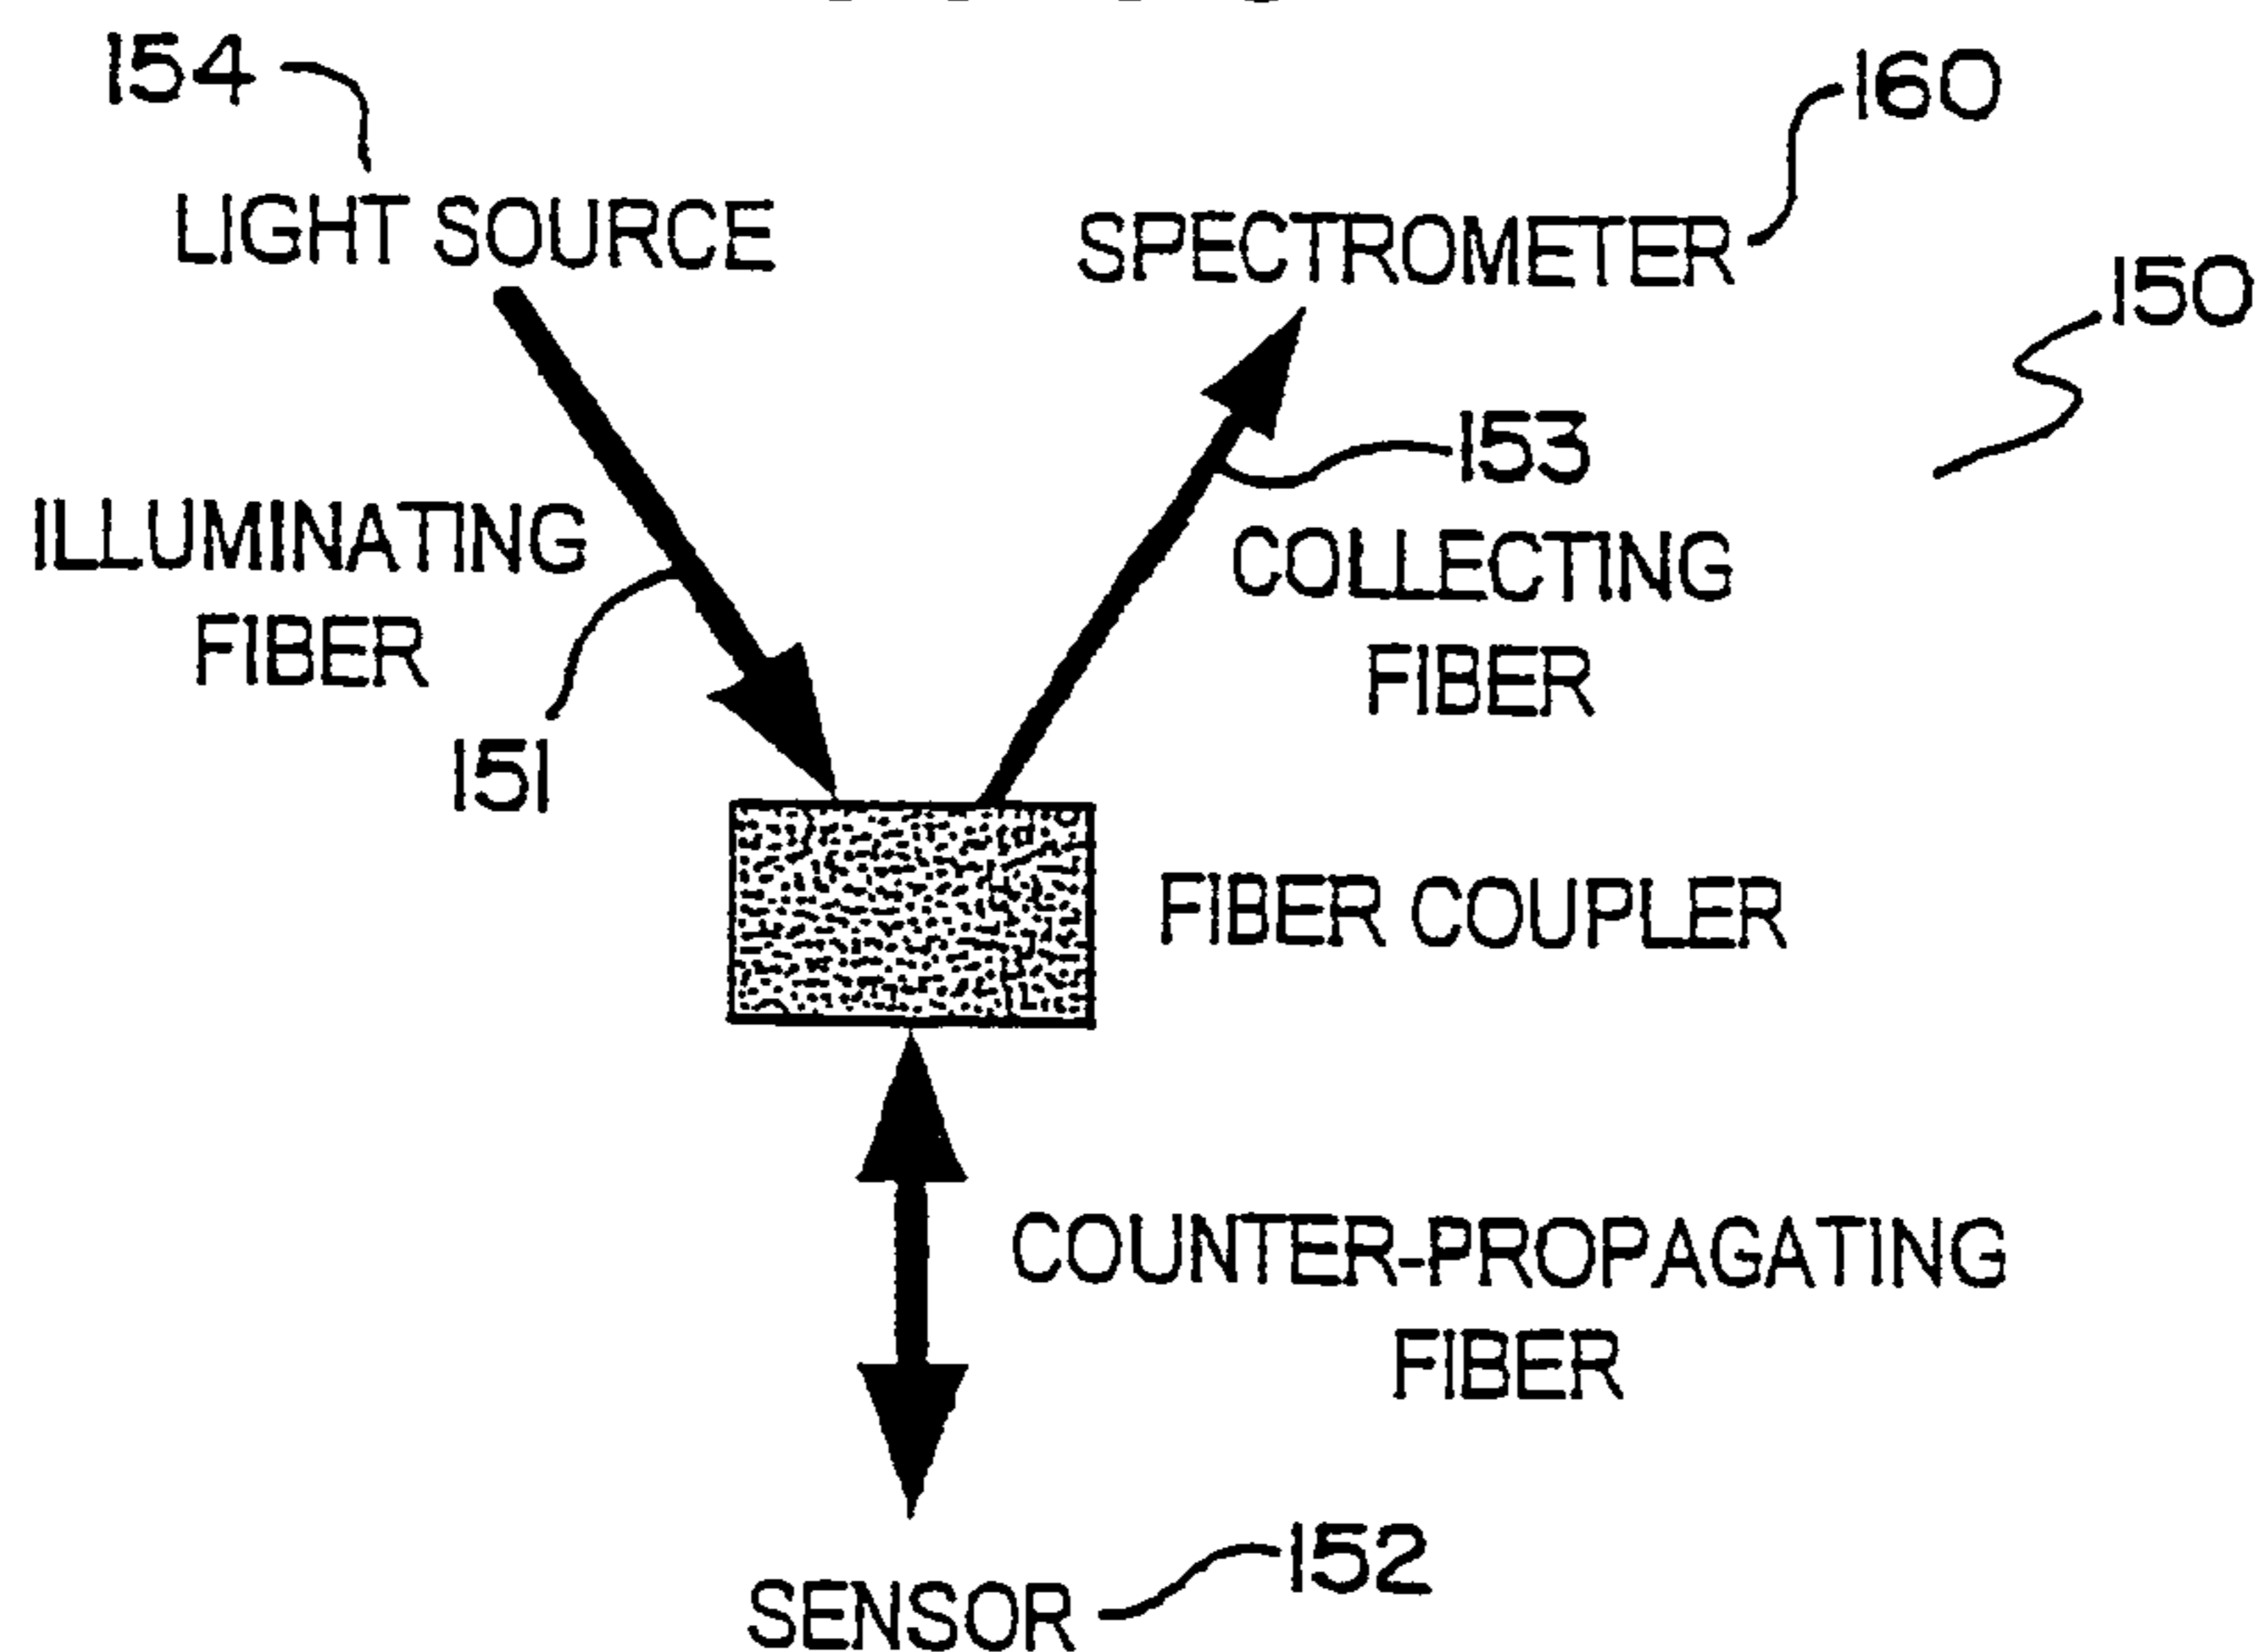 154
160
LIGHT SOURCE
SPECTROMETER
150
153
ILLUMINATING
FIBER
COLLECTING
FIBER
151
FIBER COUPLER
COUNTER-PROPAGATING
FIBER
152
SENSOR